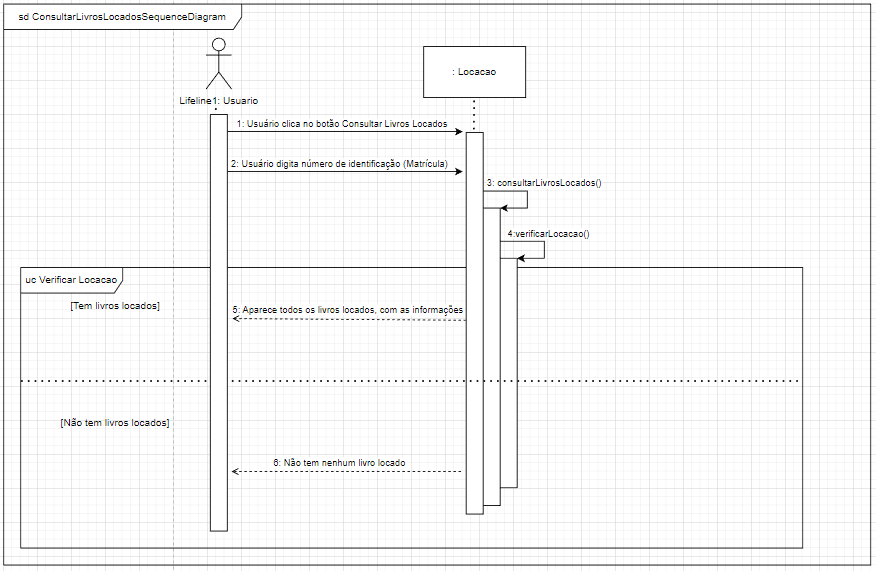 sd ConsultarLivrosLocadosSequenceDiagram
Lifeline1: Usuario
: Locacao
1: Usuário clica no botão Consultar Livros Locados
2: Usuário digita número de identificação (Matrícula)
3: consultarLivrosLocados()
4:verificarLocacao()
uc Verificar Locacao
[Tem livros locados]
5: Aparece todos os livros locados, com as informações
[Não tem livros locados]
6: Não tem nenhum livro locado